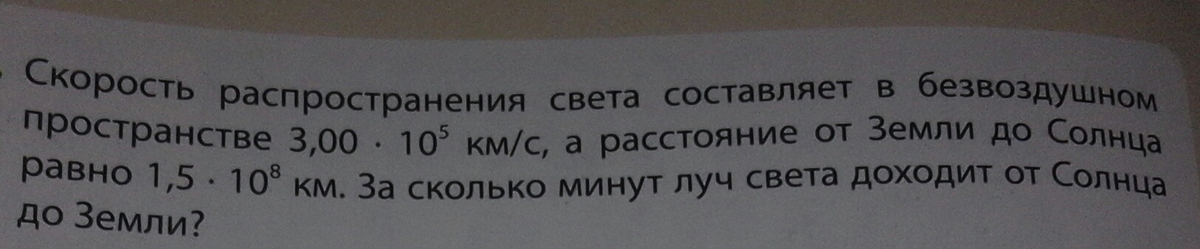 Скорость распространения света составляет в безвоздушном
пространстве 3,00 · 10⁵ км/с, а расстояние от Земли до Солнца
равно 1,5 · 10⁸ км. За сколько минут луч света доходит от Солнца
до Земли?